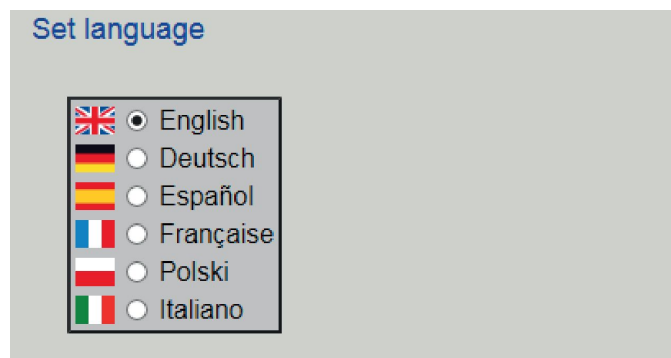 Set language
English
Deutsch
Español
Française
Polski
Italiano